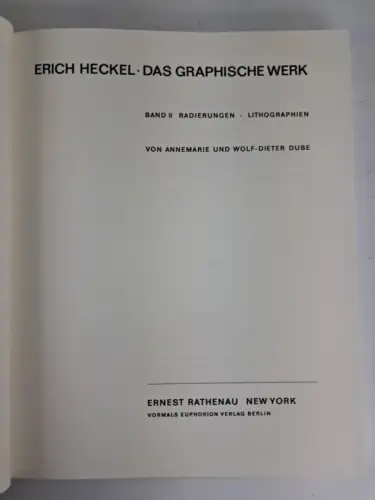 ERICH HECKEL · DAS GRAPHISCHE WERK
BAND II RADIERUNGEN · LITHOGRAPHIEN
VON ANNEMARIE UND WOLF-DIETER DUBE
ERNEST RATHENAU NEW YORK
VORMALS EUPHORION VERLAG BERLIN